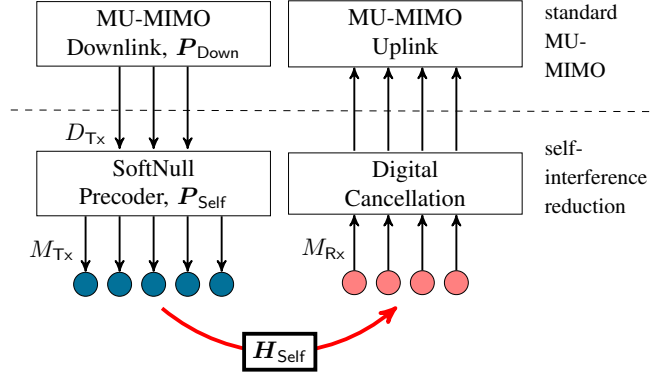 MU-MIMO
Downlink, P_Down
MU-MIMO
Uplink
standard
MU-
MIMO
D_Tx
SoftNull
Precoder, P_Self
Digital
Cancellation
self-
interference
reduction
M_Tx
M_Rx
H_Self